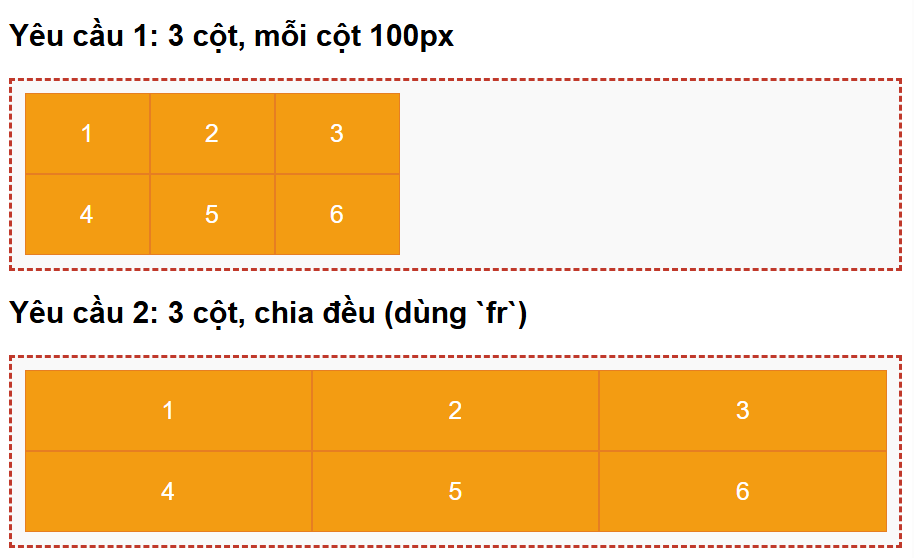 Yêu cầu 1: 3 cột, mỗi cột 100px
1 2 3
4 5 6
Yêu cầu 2: 3 cột, chia đều (dùng `fr`)
1 2 3
4 5 6